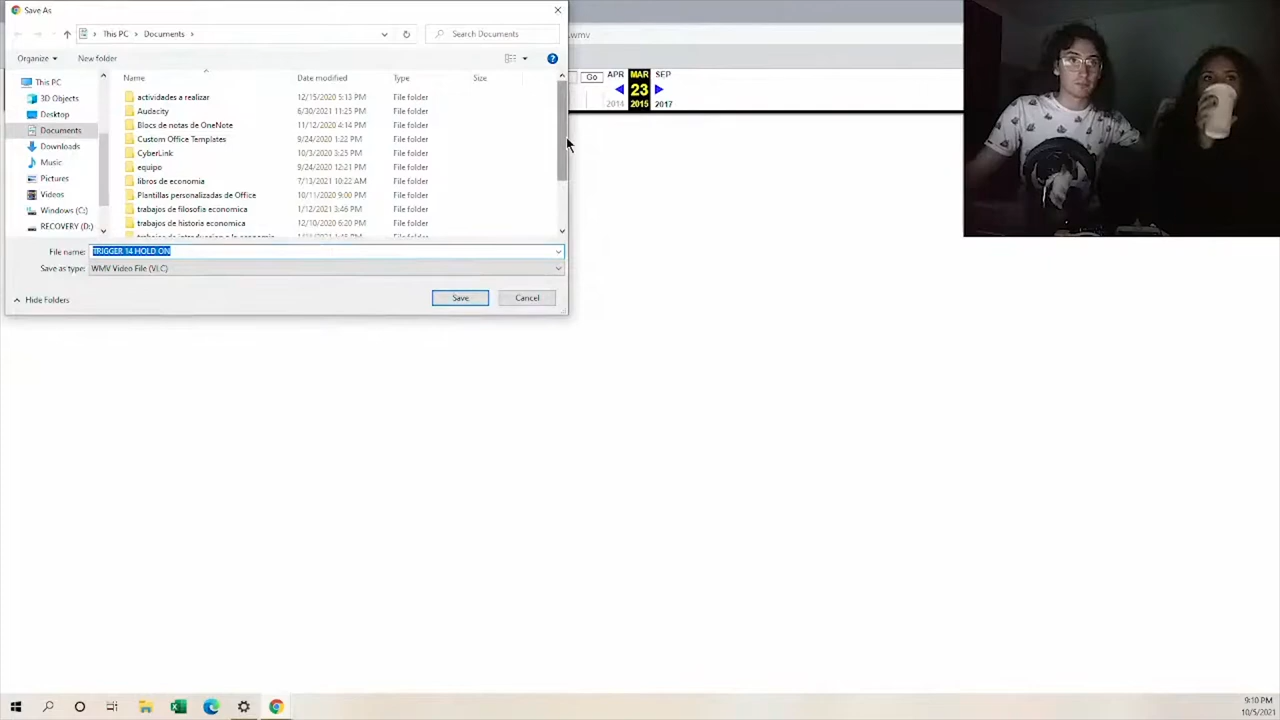 Save As
.wmv
This PC > Documents >
Search Documents
Organize
New folder
Go
APR MAR SEP
23
2014 2015 2017
This PC
3D Objects
Desktop
Documents
Downloads
Music
Pictures
Videos
Windows (C:)
RECOVERY (D:)
Name Date modified Type Size
actividades a realizar 12/15/2020 5:13 PM File folder
Audacity 6/30/2021 11:25 PM File folder
Blocs de notas de OneNote 11/12/2020 4:14 PM File folder
Custom Office Templates 9/24/2020 1:22 PM File folder
CyberLink 10/3/2020 3:25 PM File folder
equipo 9/24/2020 12:21 PM File folder
libros de economia 7/13/2021 10:22 AM File folder
Plantillas personalizadas de Office 10/11/2020 9:00 PM File folder
trabajos de filosofia economica 1/12/2021 3:46 PM File folder
trabajos de historia economica 12/10/2020 6:20 PM File folder
File name: TRIGGER 14 HOLD ON
Save as type: WMV Video File (VLC)
Hide Folders
Save
Cancel
9:10 PM
10/5/2021